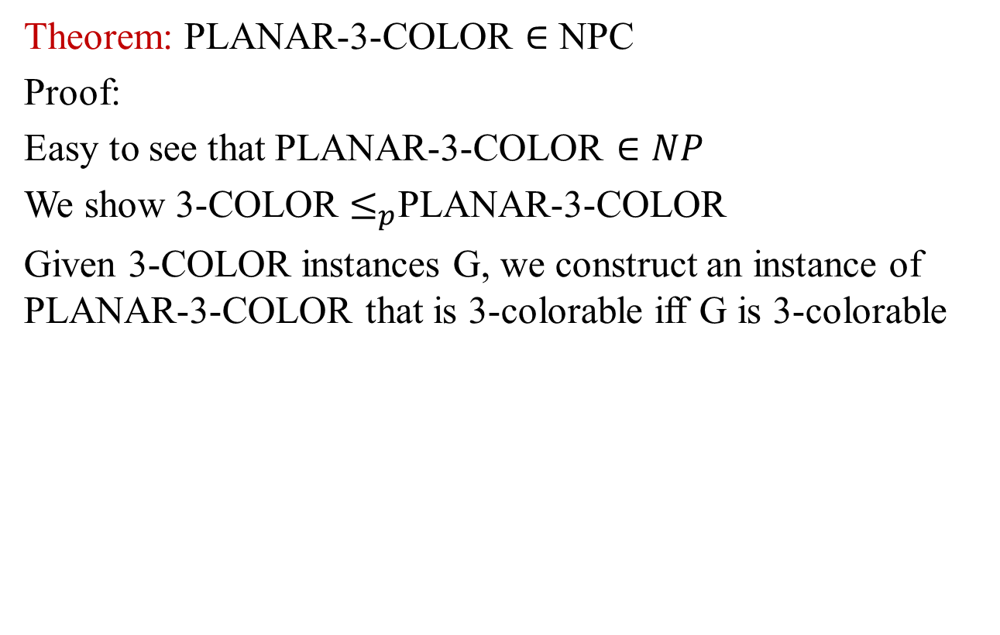 Theorem: PLANAR-3-COLOR ∈ NPC
Proof:
Easy to see that PLANAR-3-COLOR ∈ NP
We show 3-COLOR ≤p PLANAR-3-COLOR
Given 3-COLOR instances G, we construct an instance of
PLANAR-3-COLOR that is 3-colorable iff G is 3-colorable